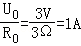 U₀/R₀ = 3V/3Ω = 1A